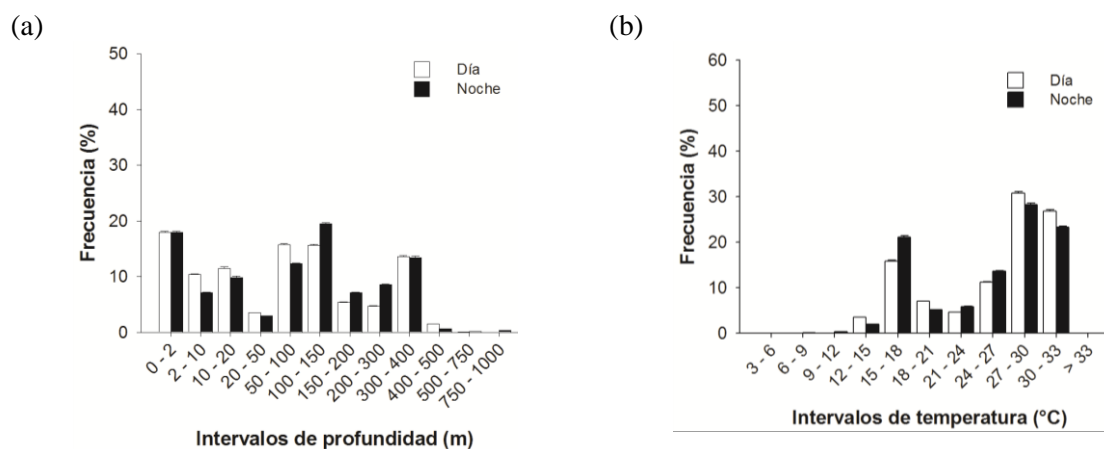 (a)
50
40
30
20
10
0
Frecuencia (%)
Día
Noche
0 - 2
2 - 10
10 - 20
20 - 50
50 - 100
100 - 150
150 - 200
200 - 300
300 - 400
400 - 500
500 - 750
750 - 1000
Intervalos de profundidad (m)
(b)
60
50
40
30
20
10
0
Frecuencia (%)
Día
Noche
3 - 6
6 - 9
9 - 12
12 - 15
15 - 18
18 - 21
21 - 24
24 - 27
27 - 30
30 - 33
> 33
Intervalos de temperatura (°C)